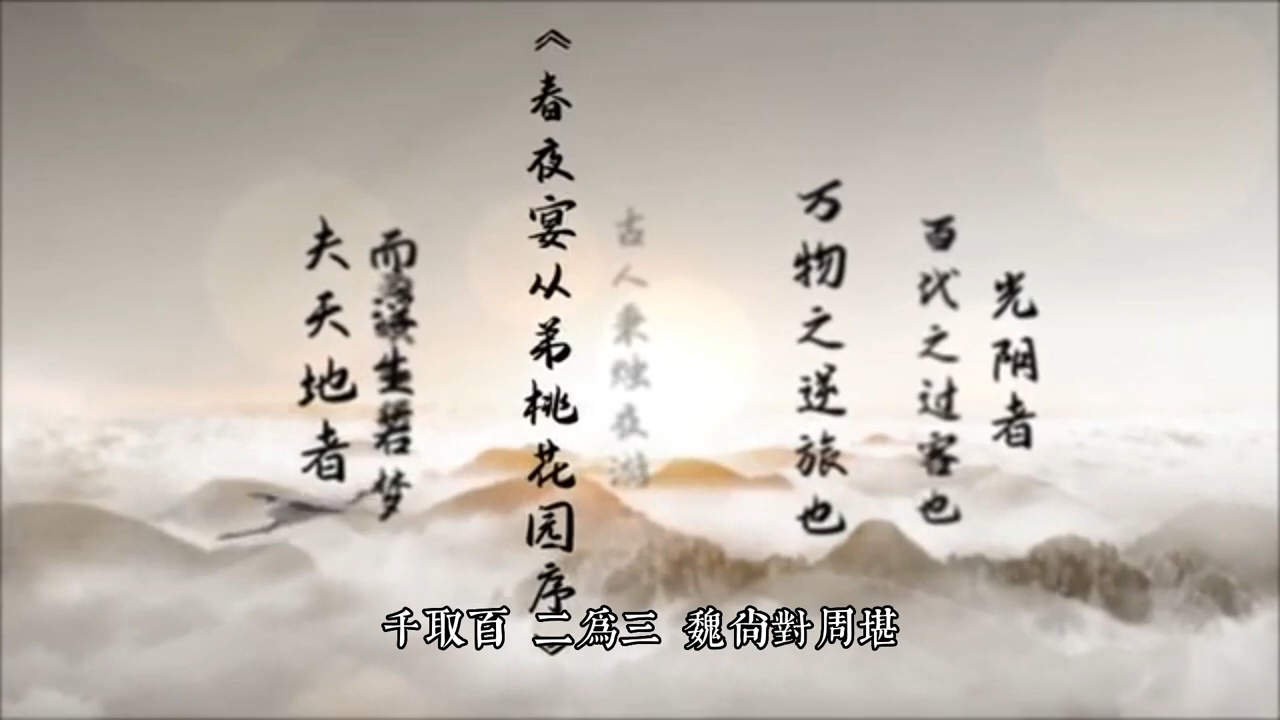 光阴者
百代之过客也
万物之逆旅也
古人秉烛夜游
《春夜宴从弟桃花园序》
而浮生若梦
夫天地者
千取百 二爲三 魏尙對周堪